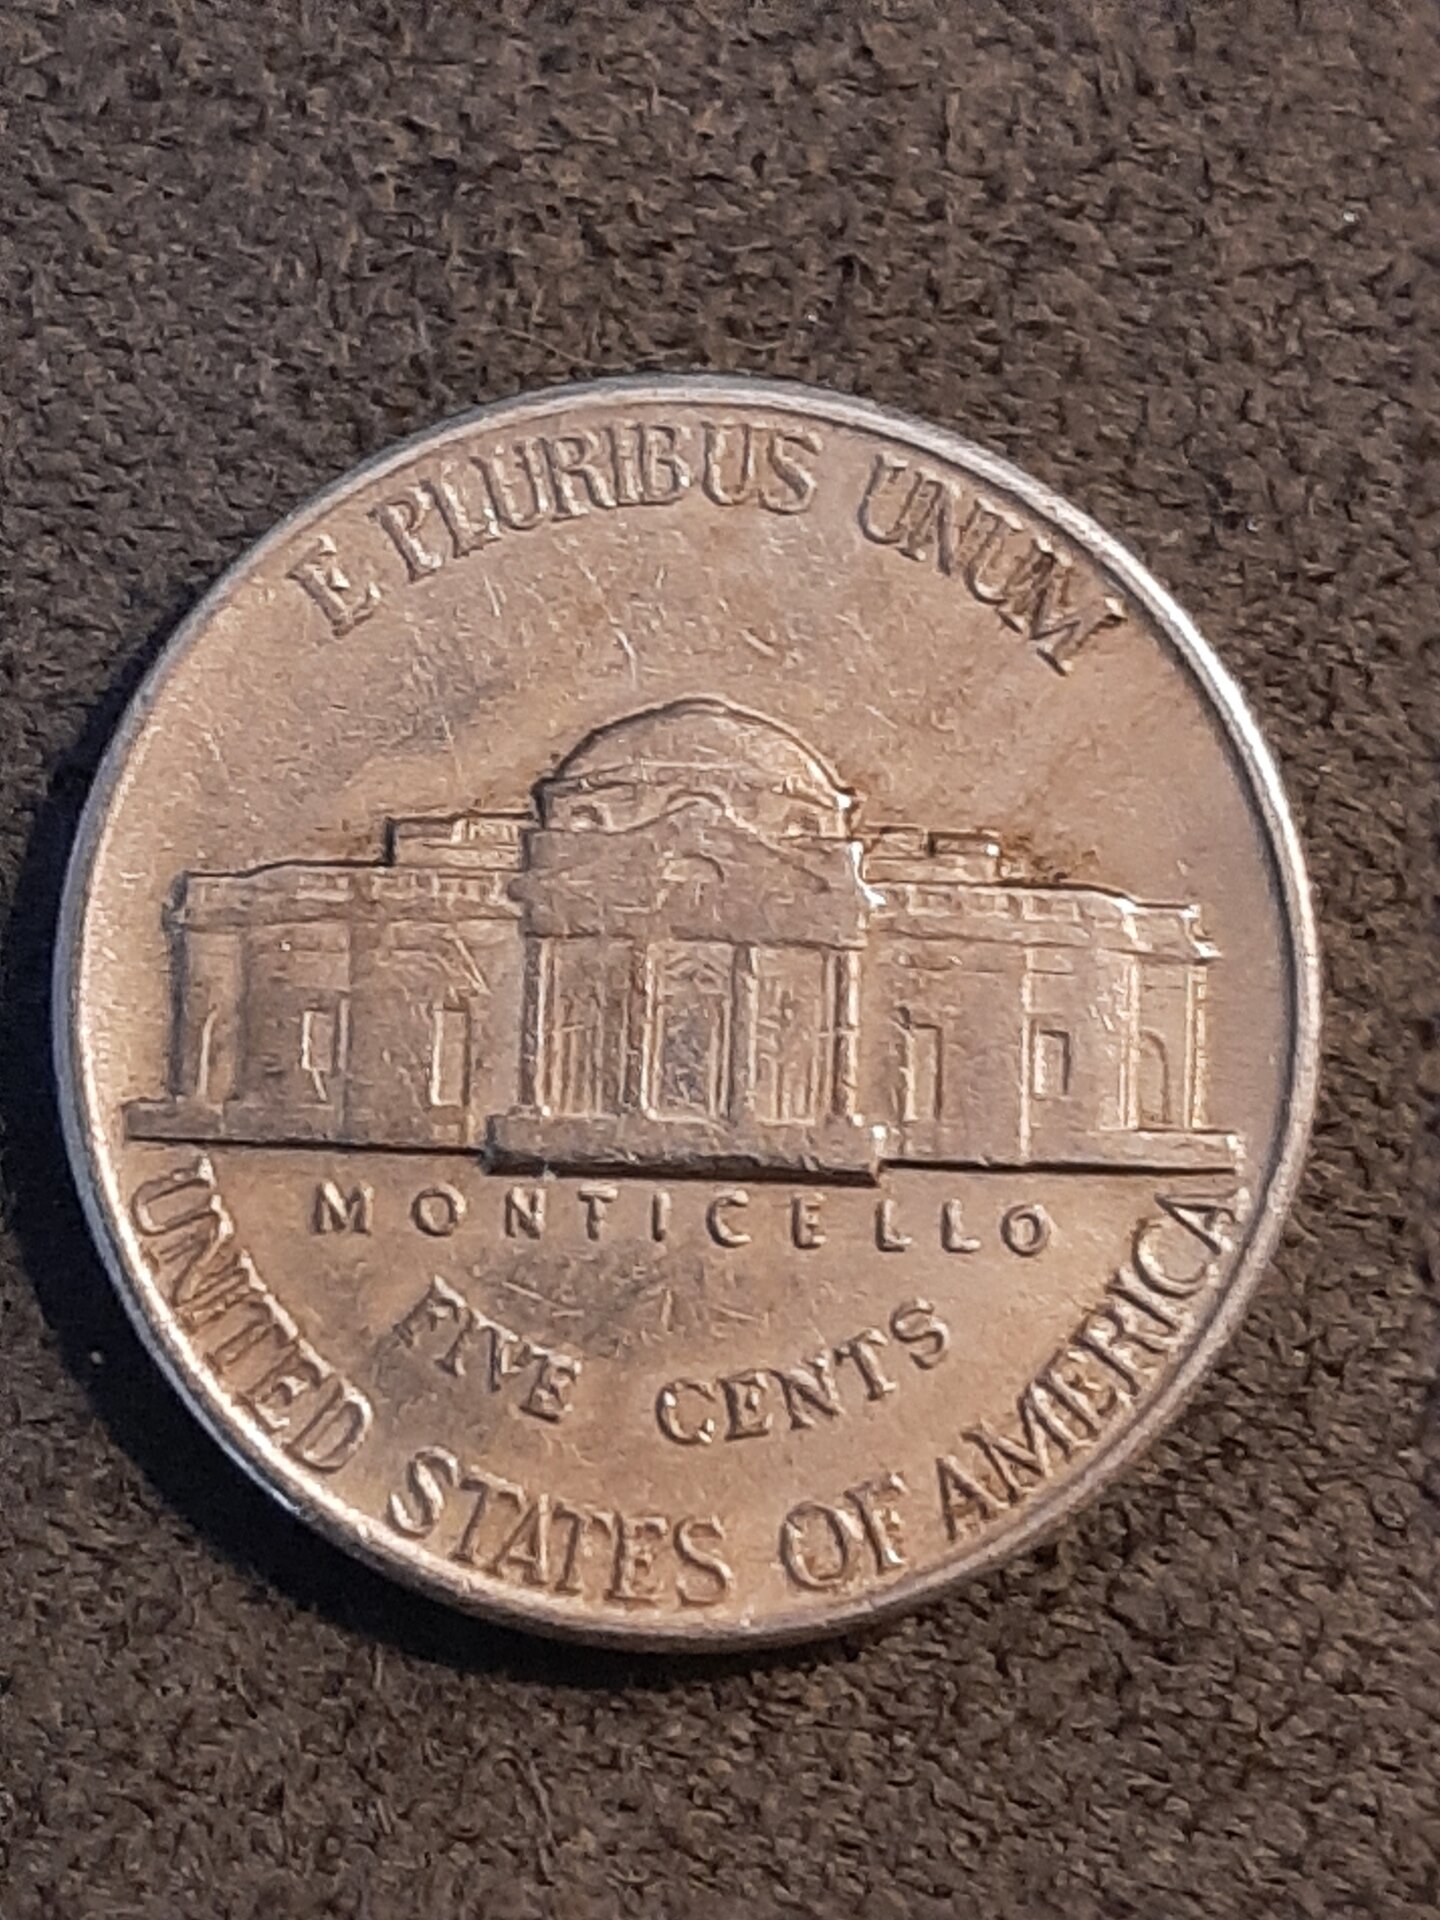 E PLURIBUS UNUM
MONTICELLO
FIVE CENTS
UNITED STATES OF AMERICA